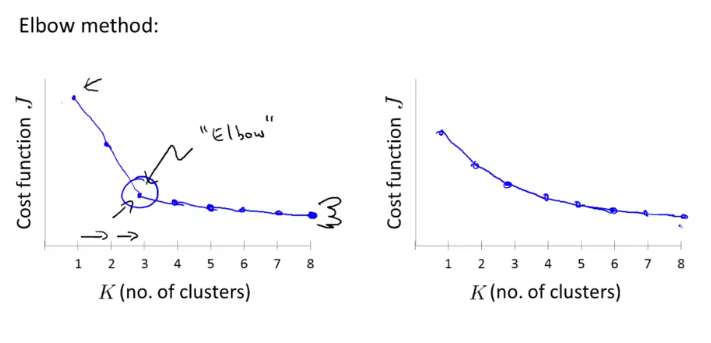 Elbow method:
"Elbow"
Cost function J
1 2 3 4 5 6 7 8
K (no. of clusters)
Cost function J
1 2 3 4 5 6 7 8
K (no. of clusters)